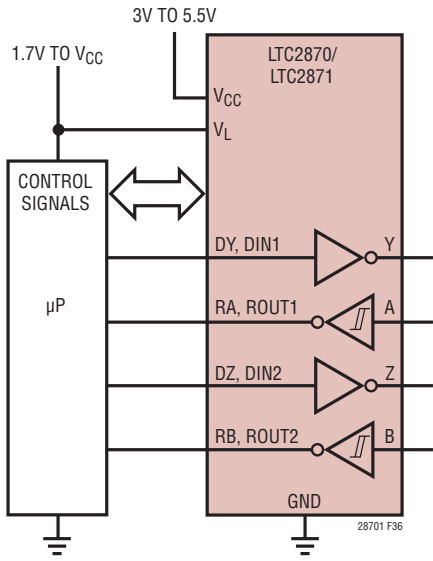 3V TO 5.5V
1.7V TO VCC
LTC2870/
LTC2871
VCC
VL
CONTROL
SIGNALS
µP
DY, DIN1
Y
RA, ROUT1
A
DZ, DIN2
Z
RB, ROUT2
B
GND
28701 F36